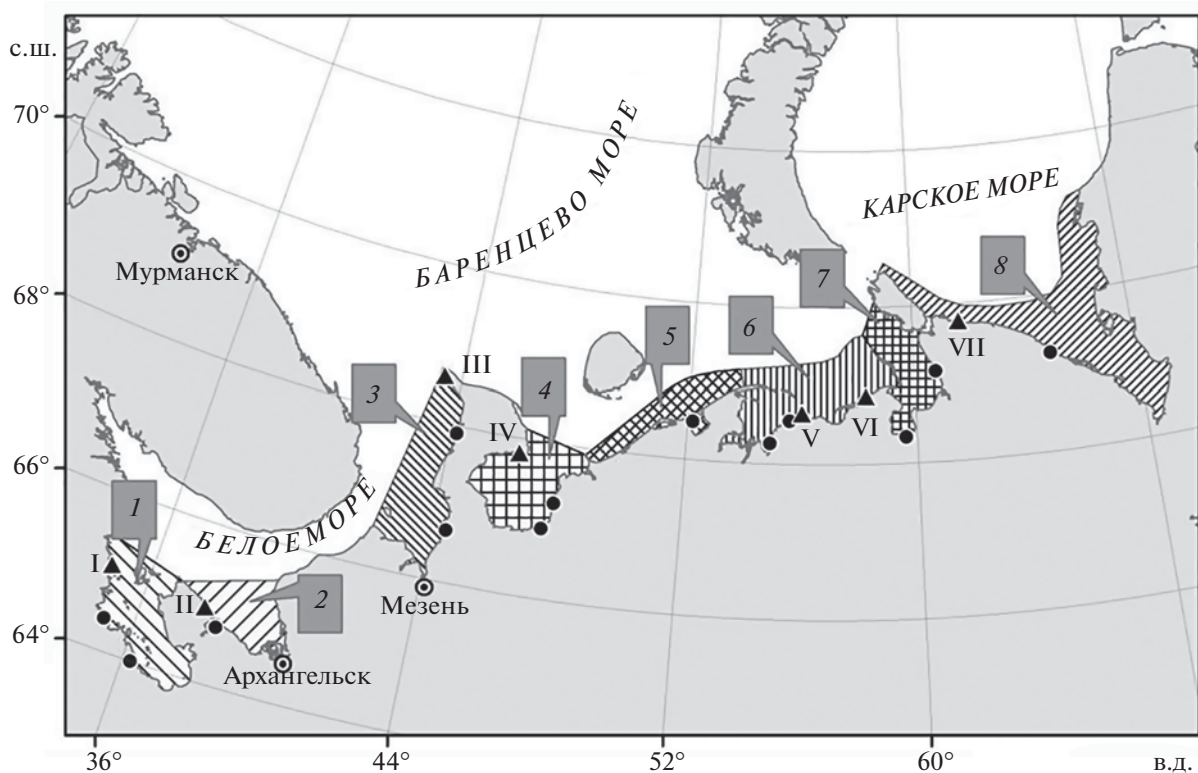 с.ш.
70°
КАРСКОЕ МОРЕ
БАРЕНЦЕВО МОРЕ
Мурманск
68°
7
8
6
5
VII
III
3
4
IV
V
VI
66°
БЕЛОЕ МОРЕ
1
I
II
2
Мезень
64°
Архангельск
36°
44°
52°
60°
в.д.